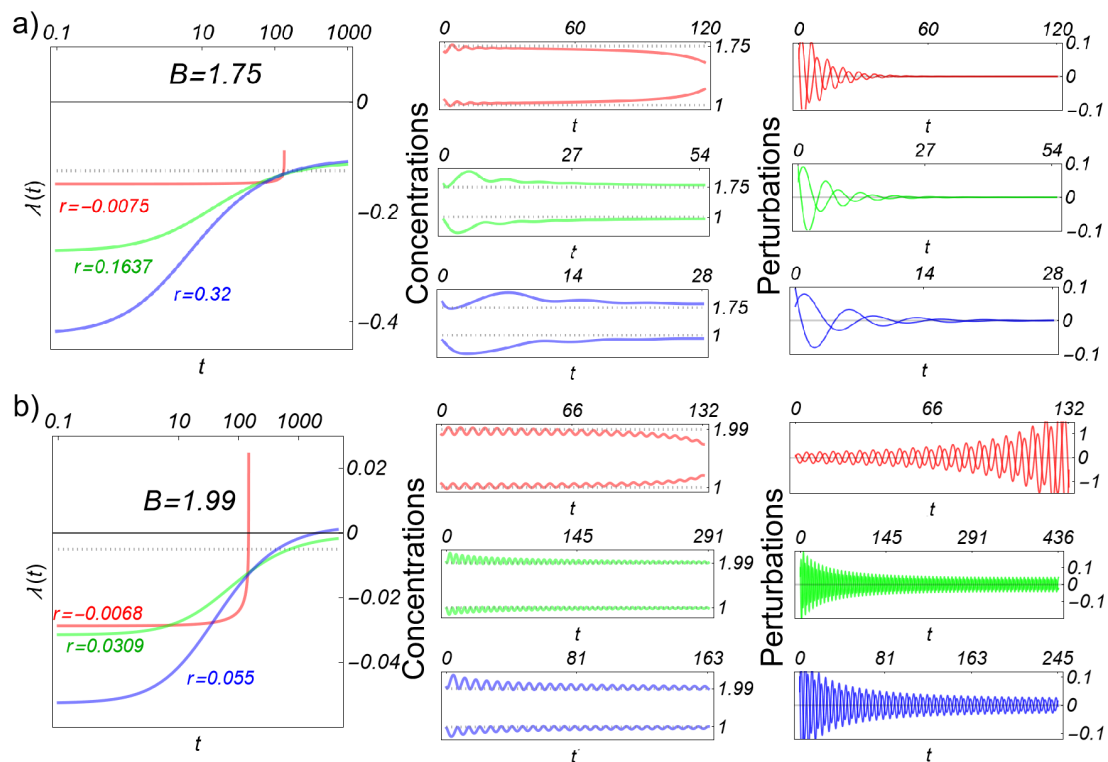 a)
0.1 10 100 1000
B=1.75
0
-0.2
-0.4
λ(t)
r=-0.0075
r=0.1637
r=0.32
t
Concentrations
0 60 120
1.75
1
t
0 27 54
1.75
1
t
0 14 28
1.75
1
t
Perturbations
0 60 120
0.1
0
-0.1
t
0 27 54
0.1
0
-0.1
t
0 14 28
0.1
0
-0.1
t
b)
0.1 10 100 1000
B=1.99
0.02
0
-0.02
-0.04
λ(t)
r=-0.0068
r=0.0309
r=0.055
t
Concentrations
0 66 132
1.99
1
t
0 145 291
1.99
1
t
0 81 163
1.99
1
t
Perturbations
0 66 132
1
0
-1
t
0 145 291 436
0.1
0
-0.1
t
0 81 163 245
0.1
0
-0.1
t